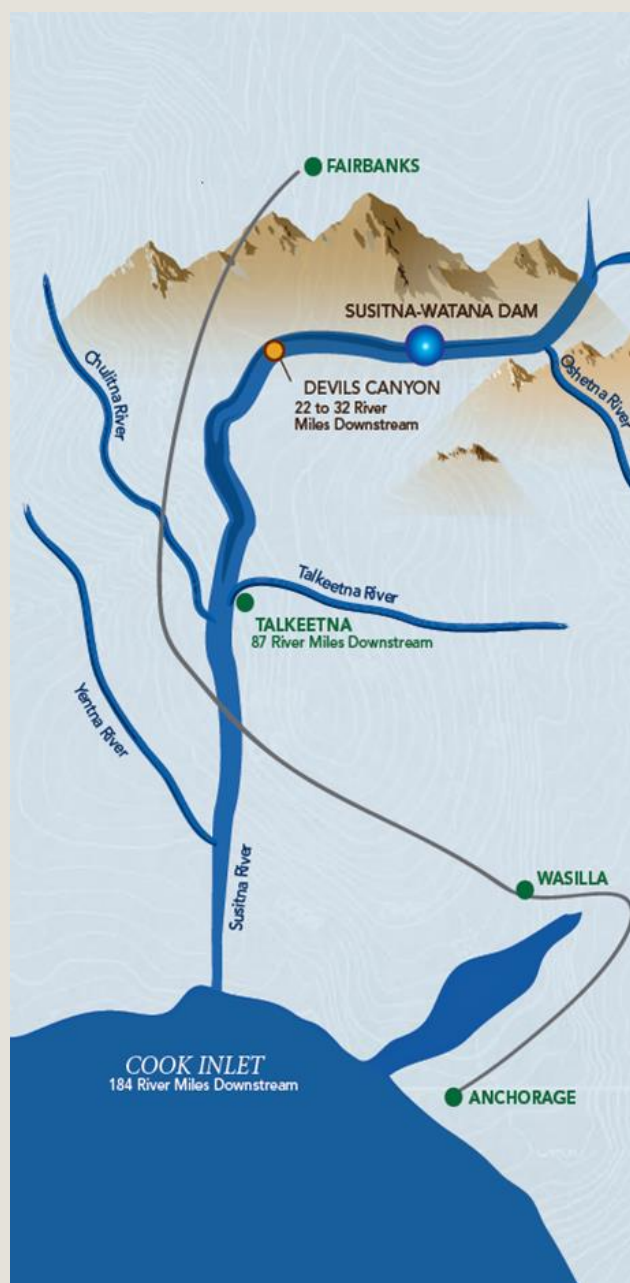 FAIRBANKS
SUSITNA-WATANA DAM
DEVILS CANYON
22 to 32 River
Miles Downstream
Oshetna River
Chulitna River
Talkeetna River
TALKEETNA
87 River Miles Downstream
Yentna River
Susitna River
WASILLA
COOK INLET
184 River Miles Downstream
ANCHORAGE